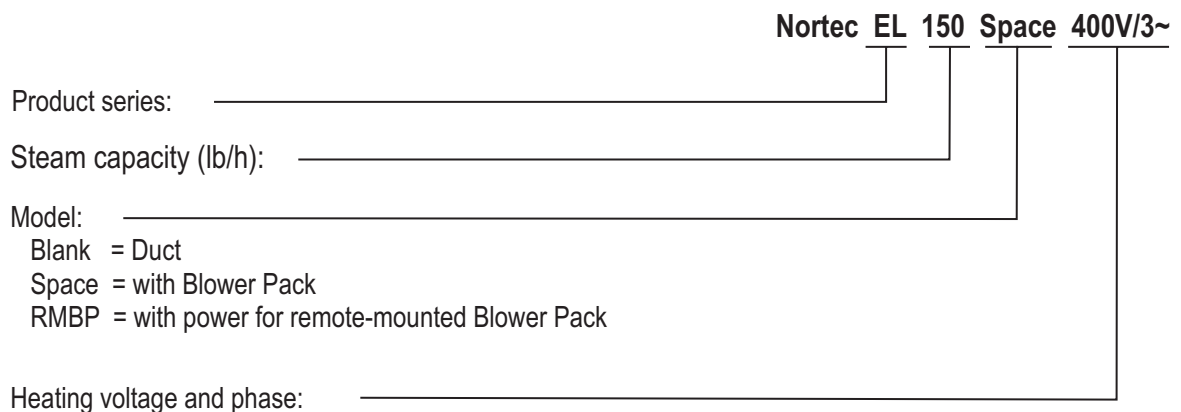 Nortec EL 150 Space 400V/3~
Product series:
Steam capacity (lb/h):
Model:
Blank = Duct
Space = with Blower Pack
RMBP = with power for remote-mounted Blower Pack
Heating voltage and phase: